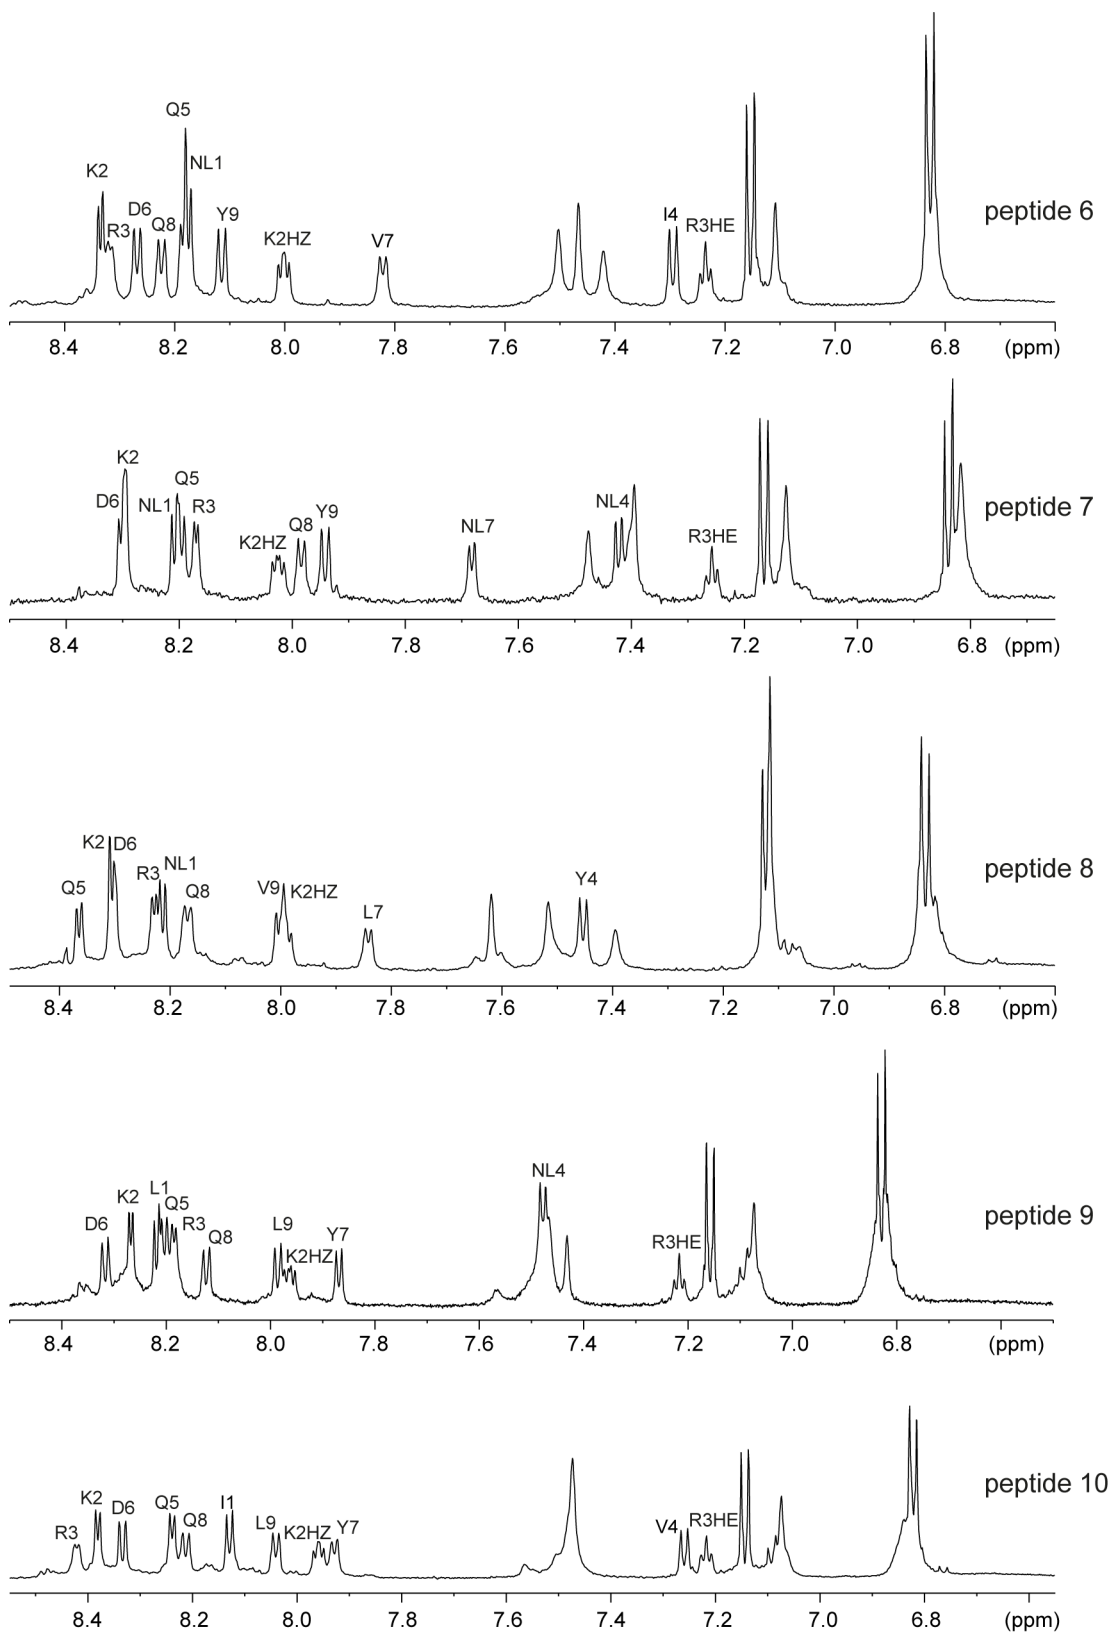 Q5
K2
NL1
R3
D6
Q8
Y9
K2HZ
V7
I4
R3HE
peptide 6
8.4 8.2 8.0 7.8 7.6 7.4 7.2 7.0 6.8 (ppm)
K2
D6
NL1
Q5
R3
K2HZ
Q8
Y9
NL7
NL4
R3HE
peptide 7
8.4 8.2 8.0 7.8 7.6 7.4 7.2 7.0 6.8 (ppm)
Q5
K2
D6
R3
NL1
Q8
V9
K2HZ
L7
Y4
peptide 8
8.4 8.2 8.0 7.8 7.6 7.4 7.2 7.0 6.8 (ppm)
D6
K2
L1
Q5
R3
Q8
L9
K2HZ
Y7
NL4
R3HE
peptide 9
8.4 8.2 8.0 7.8 7.6 7.4 7.2 7.0 6.8 (ppm)
R3
K2
D6
Q5
Q8
I1
L9
K2HZ
Y7
V4
R3HE
peptide 10
8.4 8.2 8.0 7.8 7.6 7.4 7.2 7.0 6.8 (ppm)